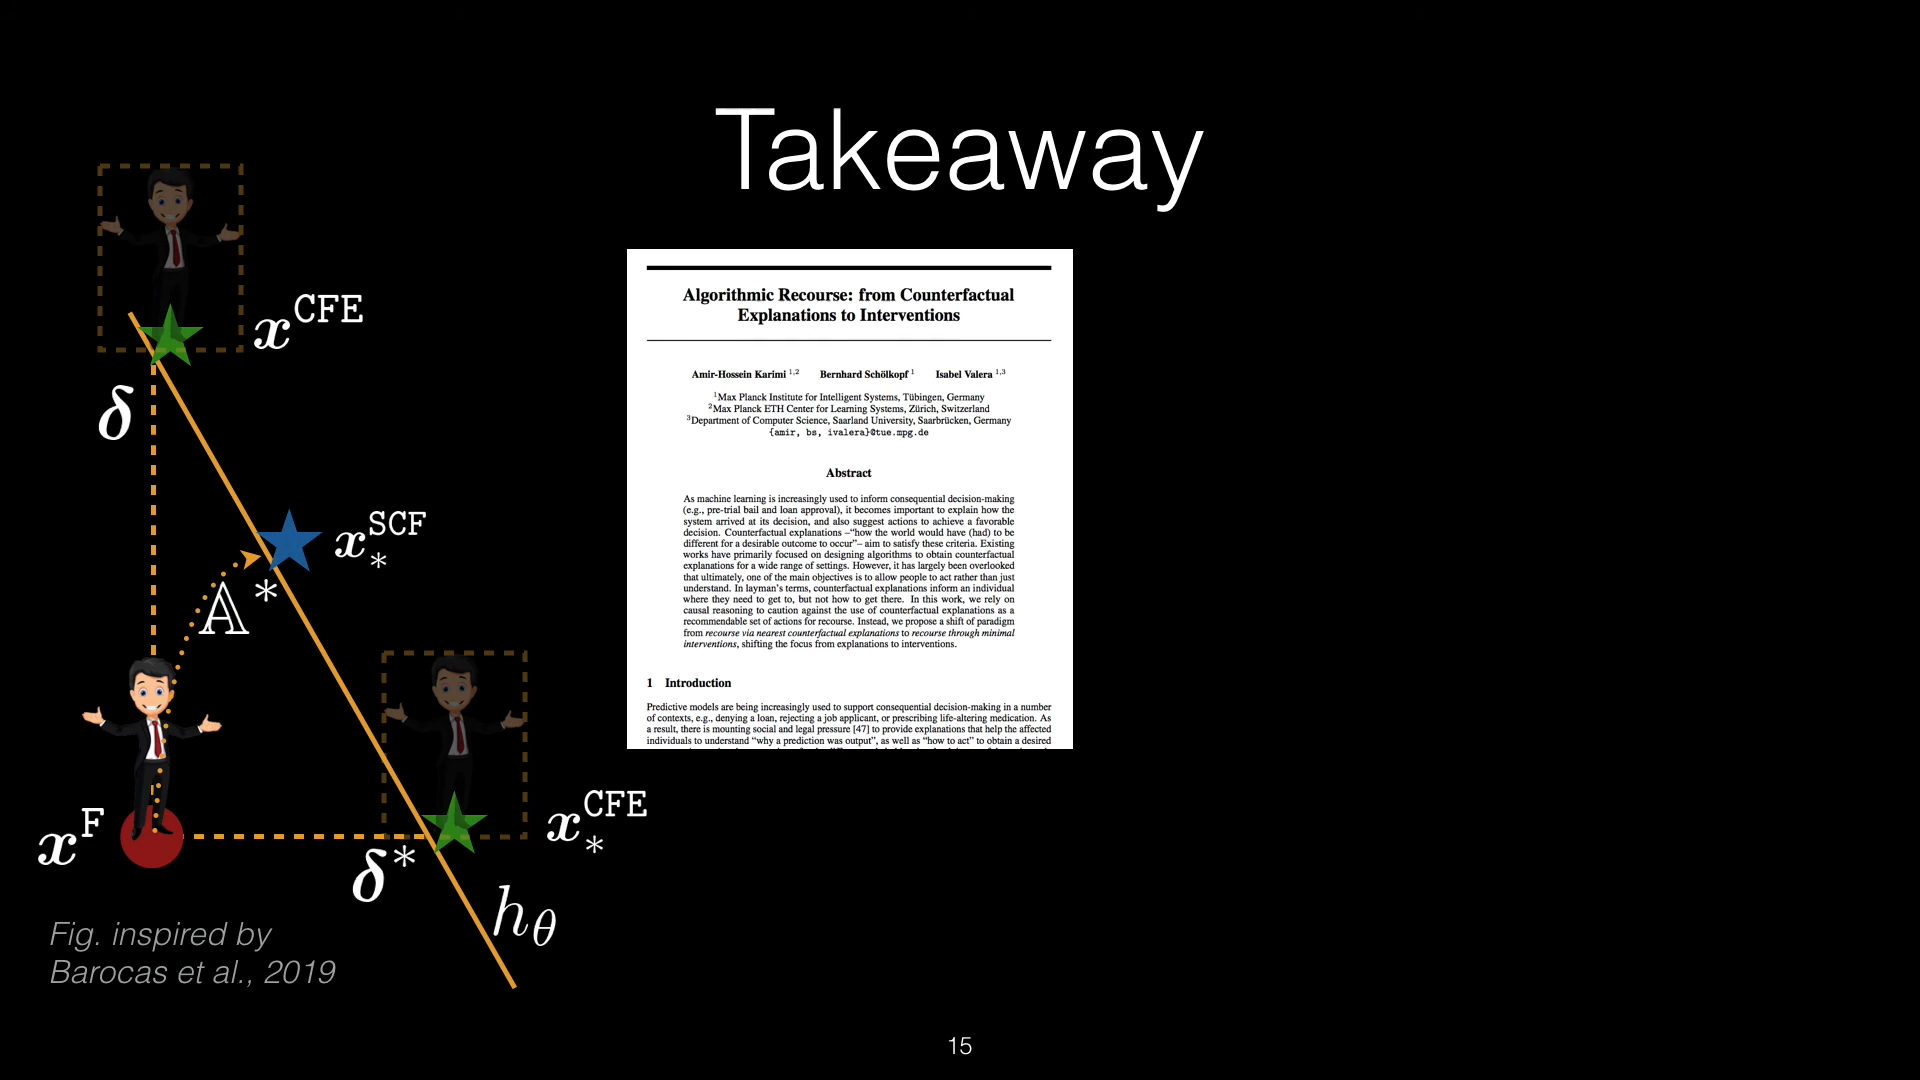 Takeaway
x^CFE
δ
x_*^SCF
𝔸*
x^F
δ*
x_*^CFE
h_θ
Fig. inspired by
Barocas et al., 2019
Algorithmic Recourse: from Counterfactual
Explanations to Interventions
Amir-Hossein Karimi 1,2 Bernhard Schölkopf 1 Isabel Valera 1,3
1Max Planck Institute for Intelligent Systems, Tübingen, Germany
2Max Planck ETH Center for Learning Systems, Zürich, Switzerland
3Department of Computer Science, Saarland University, Saarbrücken, Germany
{amir, bs, ivalera}@tue.mpg.de
Abstract
As machine learning is increasingly used to inform consequential decision-making
(e.g., pre-trial bail and loan approval), it becomes important to explain how the
system arrived at its decision, and also suggest actions to achieve a favorable
decision. Counterfactual explanations –“how the world would have (had) to be
different for a desirable outcome to occur”– aim to satisfy these criteria. Existing
works have primarily focused on designing algorithms to obtain counterfactual
explanations for a wide range of settings. However, it has largely been overlooked
that ultimately, one of the main objectives is to allow people to act rather than just
understand. In layman’s terms, counterfactual explanations inform an individual
where they need to get to, but not how to get there. In this work, we rely on
causal reasoning to caution against the use of counterfactual explanations as a
recommendable set of actions for recourse. Instead, we propose a shift of paradigm
from recourse via nearest counterfactual explanations to recourse through minimal
interventions, shifting the focus from explanations to interventions.
1 Introduction
Predictive models are being increasingly used to support consequential decision-making in a number
of contexts, e.g., denying a loan, rejecting a job applicant, or prescribing life-altering medication. As
a result, there is mounting social and legal pressure [47] to provide explanations that help the affected
individuals to understand “why a prediction was output”, as well as “how to act” to obtain a desired
15